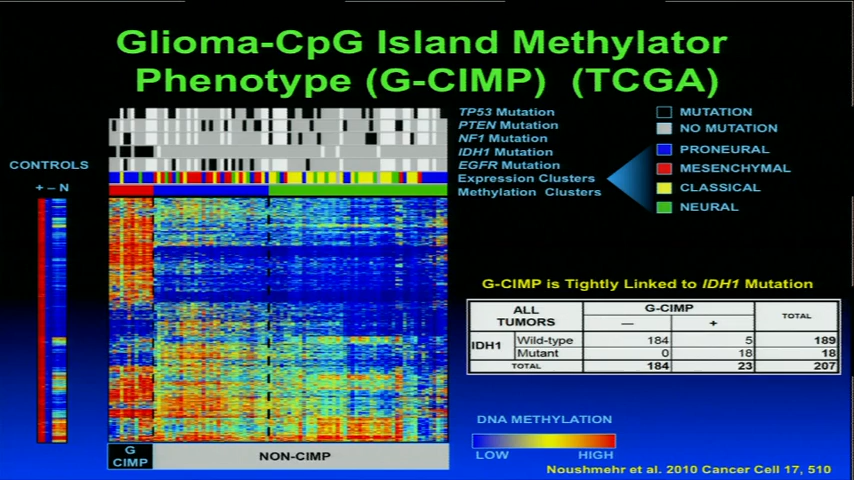 Glioma-CpG Island Methylator
Phenotype (G-CIMP) (TCGA)
TP53 Mutation
PTEN Mutation
NF1 Mutation
IDH1 Mutation
EGFR Mutation
Expression Clusters
Methylation Clusters
MUTATION
NO MUTATION
PRONEURAL
MESENCHYMAL
CLASSICAL
NEURAL
CONTROLS
+ – N
G-CIMP is Tightly Linked to IDH1 Mutation
ALL TUMORS G-CIMP TOTAL
— +
IDH1 Wild-type 184 5 189
Mutant 0 18 18
TOTAL 184 23 207
DNA METHYLATION
LOW HIGH
G CIMP NON-CIMP
Noushmehr et al. 2010 Cancer Cell 17, 510